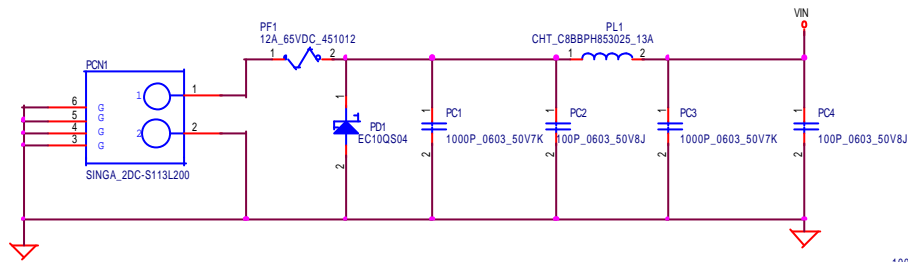 VIN
PF1
12A_65VDC_451012
PL1
CHT_C8BBPH853025_13A
1 2
1 2
PCN1
1 1
6 G
5 G
4 G
3 G
2 2
SINGA_2DC-S113L200
1
PD1
EC10QS04
2
1
PC1
1000P_0603_50V7K
2
1
PC2
100P_0603_50V8J
2
1
PC3
1000P_0603_50V7K
2
1
PC4
100P_0603_50V8J
2